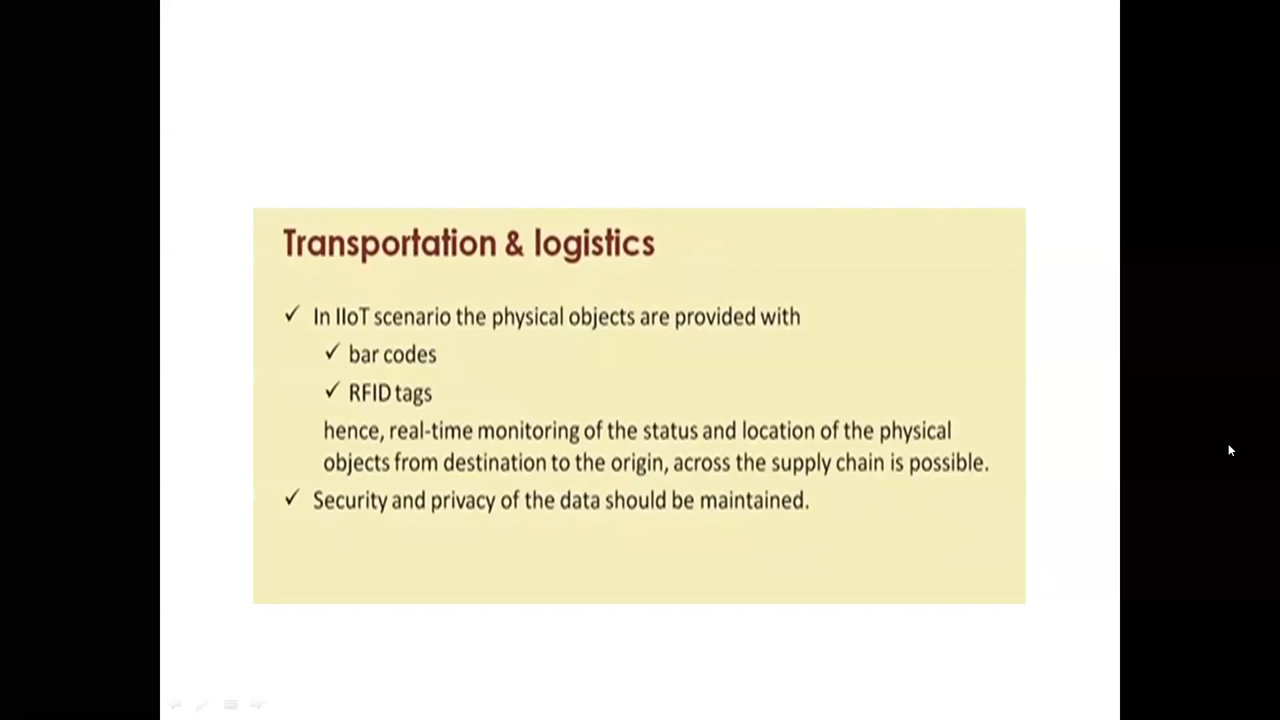 Transportation & logistics
✓ In IIoT scenario the physical objects are provided with
✓ bar codes
✓ RFID tags
hence, real-time monitoring of the status and location of the physical
objects from destination to the origin, across the supply chain is possible.
✓ Security and privacy of the data should be maintained.